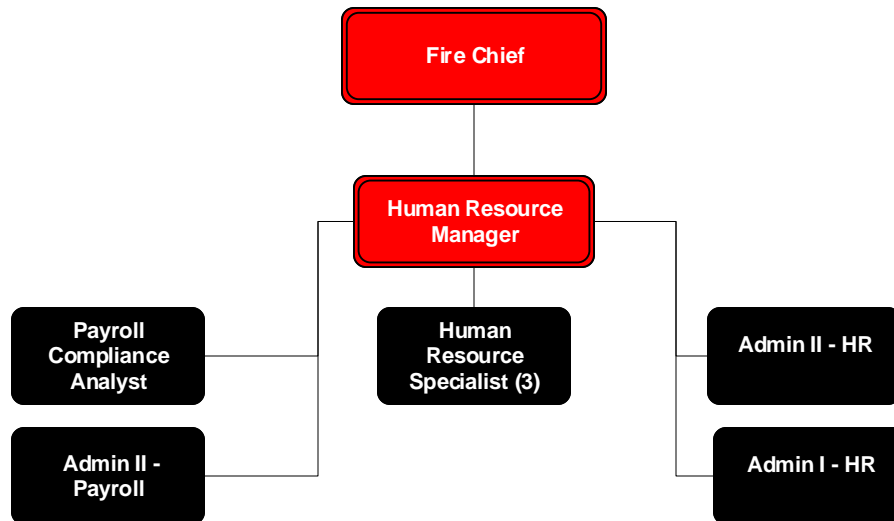 Fire Chief
Human Resource
Manager
Payroll
Compliance
Analyst
Human
Resource
Specialist (3)
Admin II - HR
Admin II -
Payroll
Admin I - HR